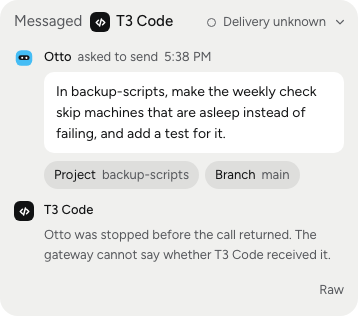 Messaged T3 Code Delivery unknown
Otto asked to send 5:38 PM
In backup-scripts, make the weekly check
skip machines that are asleep instead of
failing, and add a test for it.
Project backup-scripts Branch main
T3 Code
Otto was stopped before the call returned. The
gateway cannot say whether T3 Code received it.
Raw